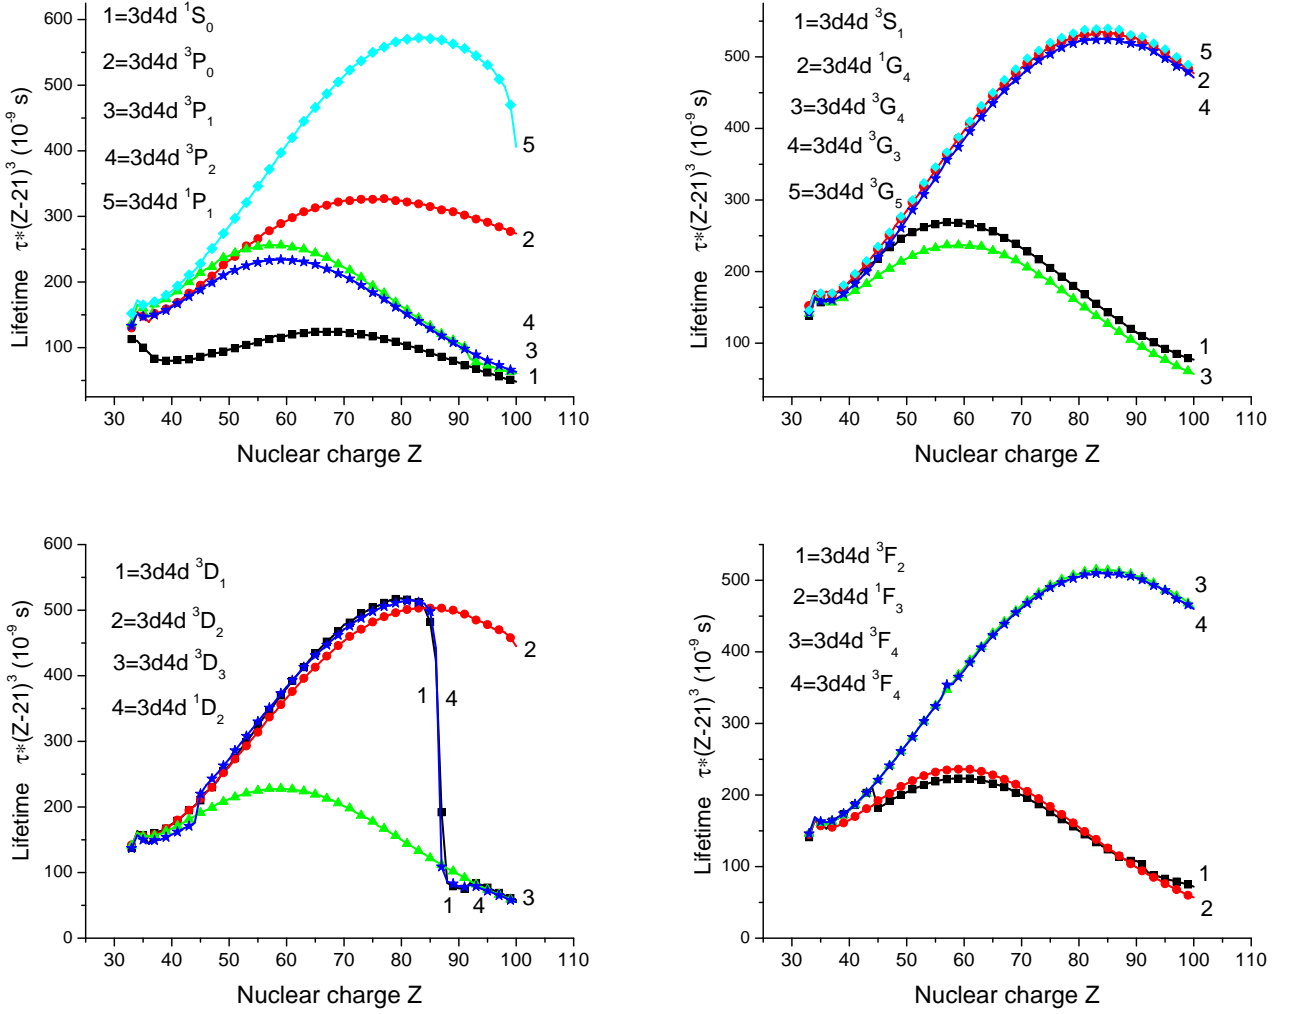 1=3d4d ¹S₀
2=3d4d ³P₀
3=3d4d ³P₁
4=3d4d ³P₂
5=3d4d ¹P₁
600
500
400
300
200
100
Lifetime τ*(Z-21)³ (10⁻⁹ s)
5
2
4
3
1
30 40 50 60 70 80 90 100 110
Nuclear charge Z
1=3d4d ³S₁
2=3d4d ¹G₄
3=3d4d ³G₄
4=3d4d ³G₃
5=3d4d ³G₅
500
400
300
200
100
Lifetime τ*(Z-21)³ (10⁻⁹ s)
5
2
4
1
3
30 40 50 60 70 80 90 100 110
Nuclear charge Z
1=3d4d ³D₁
2=3d4d ³D₂
3=3d4d ³D₃
4=3d4d ¹D₂
600
500
400
300
200
100
0
Lifetime τ*(Z-21)³ (10⁻⁹ s)
2
1 4
1 4 3
30 40 50 60 70 80 90 100 110
Nuclear charge Z
1=3d4d ³F₂
2=3d4d ¹F₃
3=3d4d ³F₄
4=3d4d ³F₄
500
400
300
200
100
0
Lifetime τ*(Z-21)³ (10⁻⁹ s)
3
4
1
2
30 40 50 60 70 80 90 100 110
Nuclear charge Z